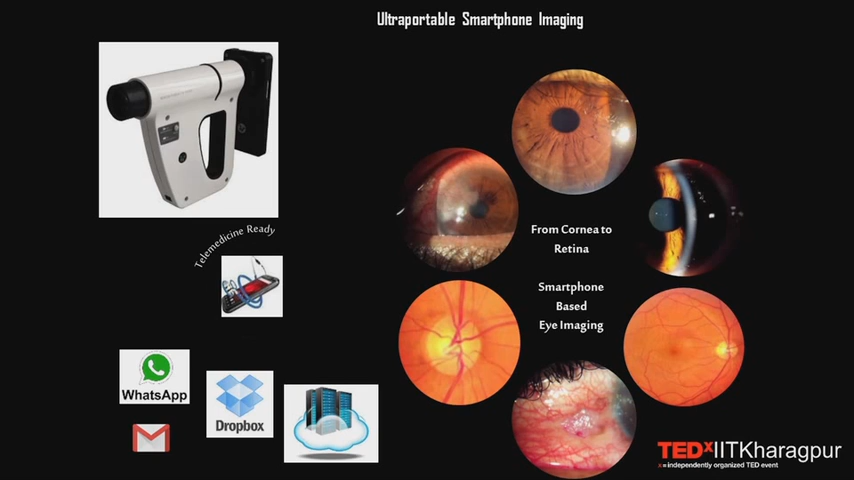 Ultraportable Smartphone Imaging
Telemedicine Ready
From Cornea to
Retina
Smartphone
Based
Eye Imaging
WhatsApp
Dropbox
TEDxIITKharagpur
x = independently organized TED event